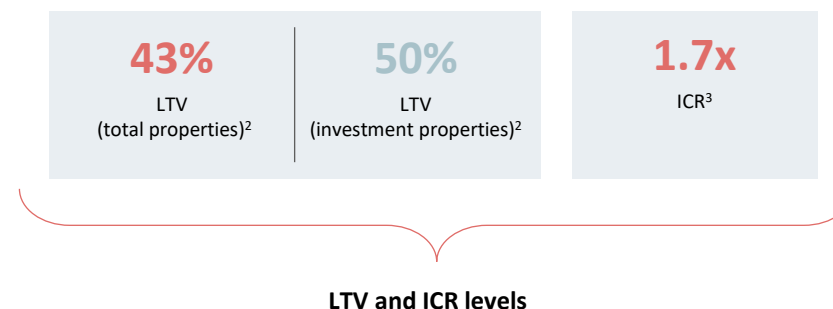 43%
LTV
(total properties)²
50%
LTV
(investment properties)²
1.7x
ICR³
LTV and ICR levels